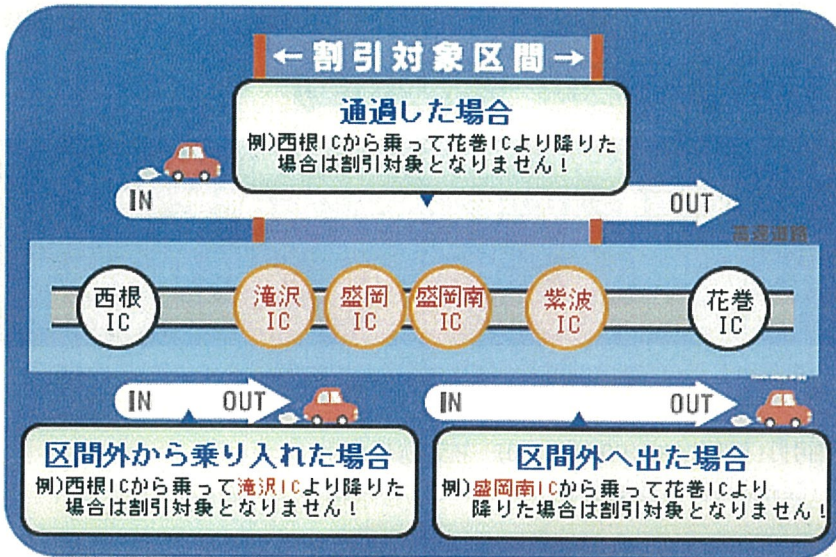 ←割引対象区間→
通過した場合
例)西根ICから乗って花巻ICより降りた
場合は割引対象となりません!
IN
OUT
高速道路
西根
IC
滝沢
IC
盛岡
IC
盛岡南
IC
紫波
IC
花巻
IC
IN
OUT
IN
OUT
区間外から乗り入れた場合
例)西根ICから乗って滝沢ICより降りた
場合は割引対象となりません!
区間外へ出た場合
例)盛岡南ICから乗って花巻ICより
降りた場合は割引対象となりません!